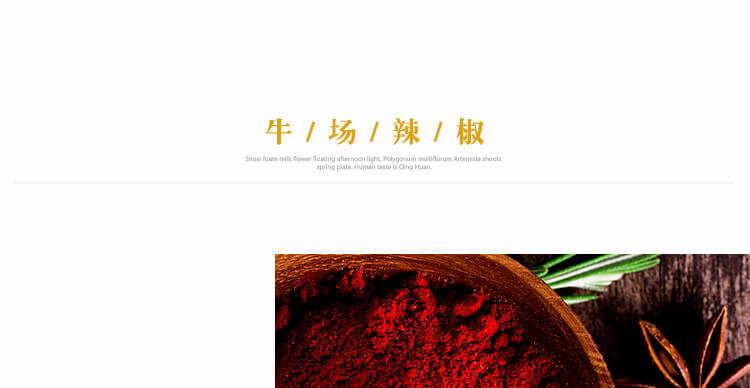 牛/场/辣/椒
Snow foam milk flower floating afternoon light, Polygonum multiflorum Artemisia shoots
spring plate. Human taste is Qing Huan.